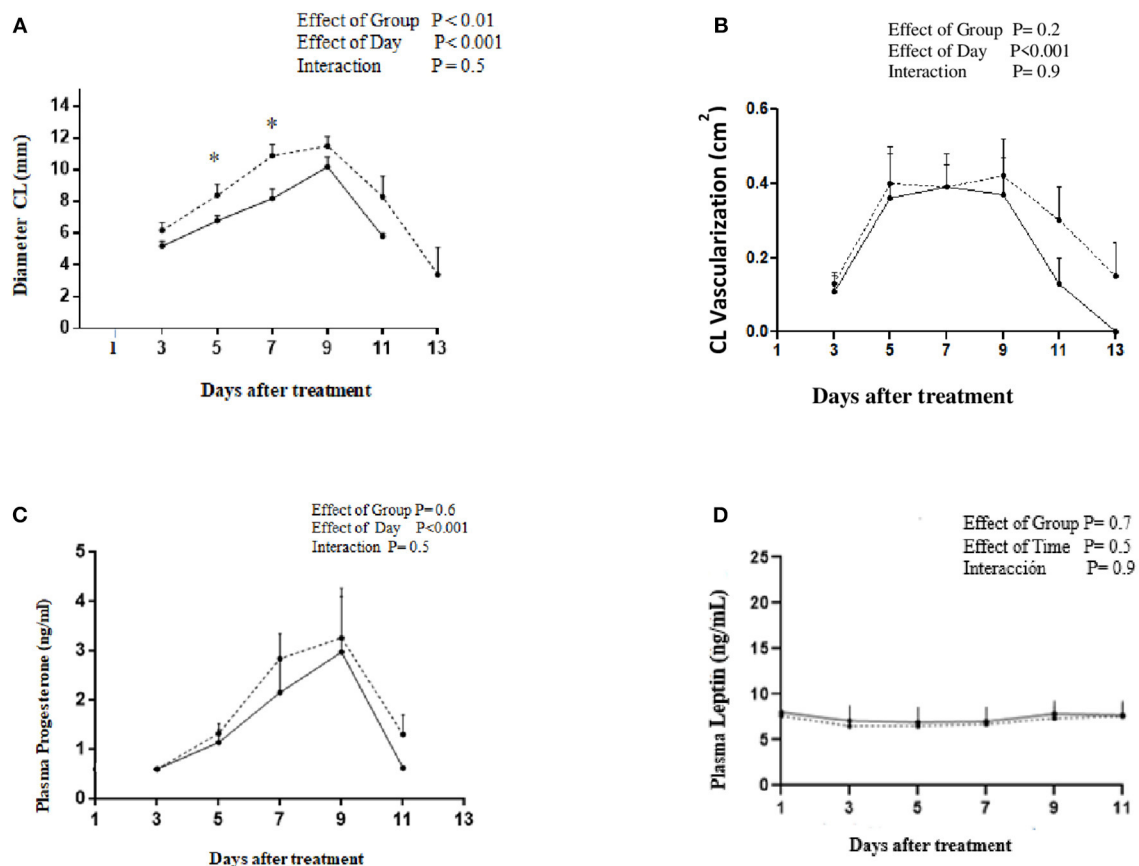 A
Effect of Group P < 0.01
Effect of Day P < 0.001
Interaction P = 0.5
Diameter CL (mm)
14
12
10
8
6
4
2
0
* *
1 3 5 7 9 11 13
Days after treatment
B
Effect of Group P= 0.2
Effect of Day P<0.001
Interaction P= 0.9
CL Vascularization (cm²)
0.6
0.4
0.2
0.0
1 3 5 7 9 11 13
Days after treatment
C
Effect of Group P= 0.6
Effect of Day P<0.001
Interaction P= 0.5
Plasma Progesterone (ng/ml)
5
4
3
2
1
0
1 3 5 7 9 11 13
Days after treatment
D
Effect of Group P= 0.7
Effect of Time P= 0.5
Interacción P= 0.9
Plasma Leptin (ng/mL)
25
20
15
10
5
0
1 3 5 7 9 11
Days after treatment